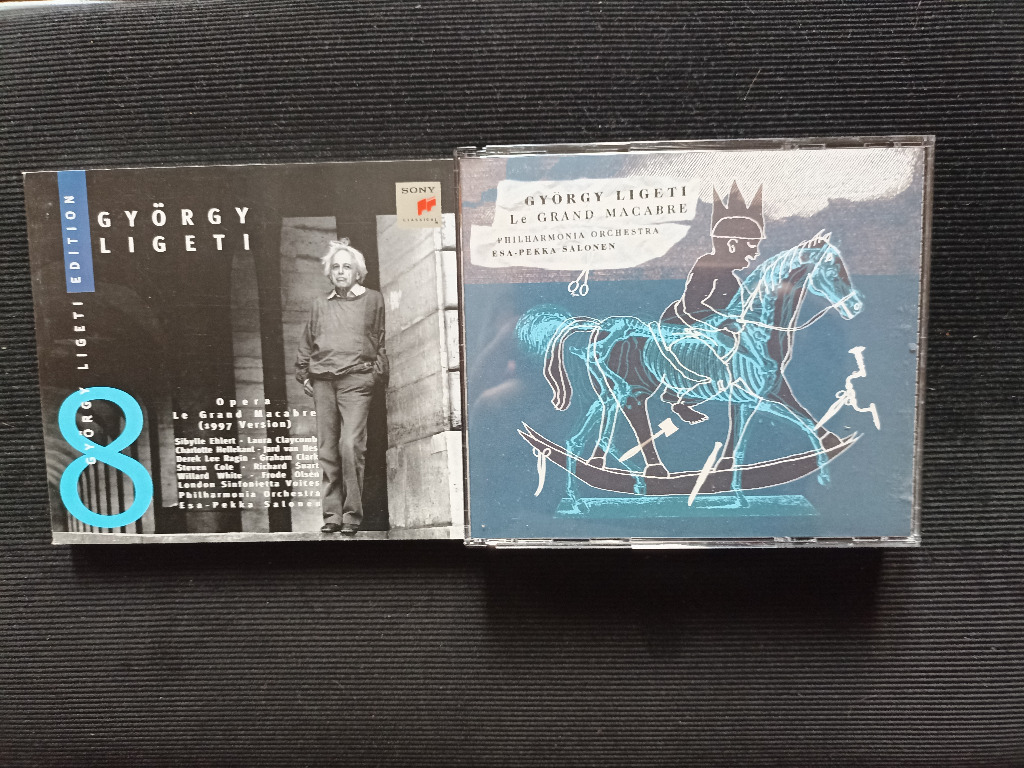 GYÖRGY LIGETI EDITION
GYÖRGY
LIGETI
SONY
CLASSICAL
8
Opera
Le Grand Macabre
(1997 Version)
Sibylle Ehlert - Laura Claycomb
Charlotte Hellekant - Jard van Nes
Derek Lee Ragin - Graham Clark
Steven Cole - Richard Suart
Willard White - Frode Olsen
London Sinfonietta Voices
Philharmonia Orchestra
Esa-Pekka Salonen
GYÖRGY LIGETI
LE GRAND MACABRE
PHILHARMONIA ORCHESTRA
ESA-PEKKA SALONEN